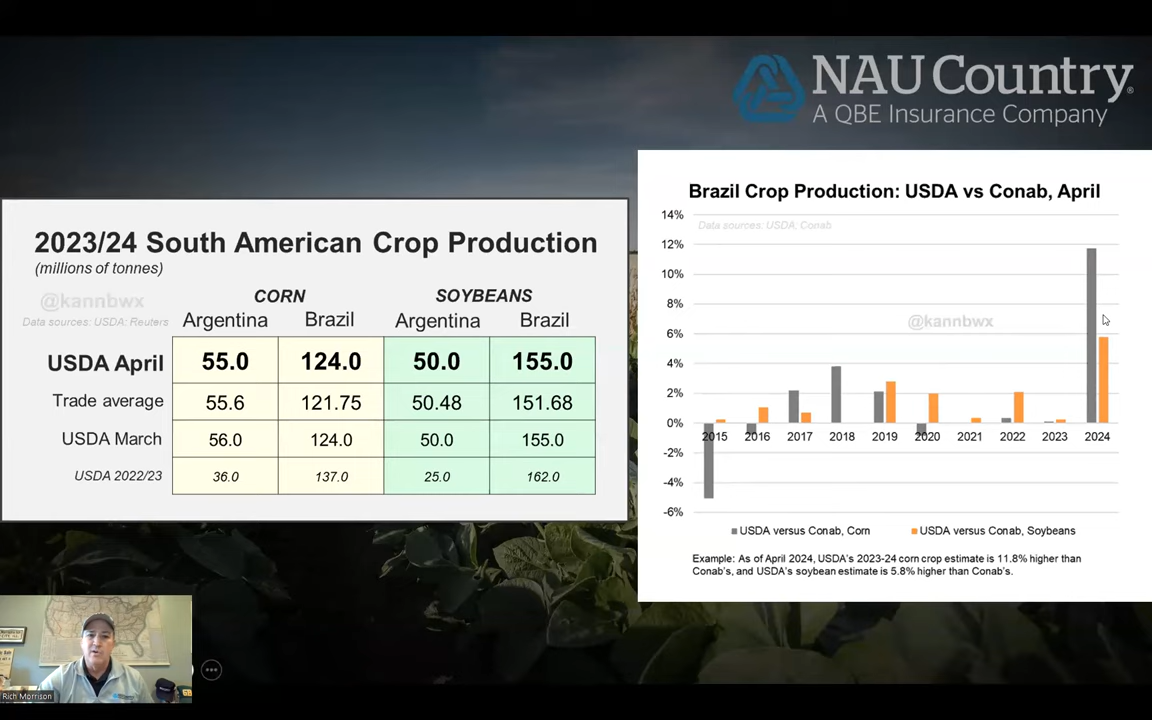 NAU Country®
A QBE Insurance Company
2023/24 South American Crop Production
(millions of tonnes)
@kannbwx
Data sources: USDA; Reuters
CORN SOYBEANS
Argentina Brazil Argentina Brazil
USDA April 55.0 124.0 50.0 155.0
Trade average 55.6 121.75 50.48 151.68
USDA March 56.0 124.0 50.0 155.0
USDA 2022/23 36.0 137.0 25.0 162.0
Brazil Crop Production: USDA vs Conab, April
Data sources: USDA, Conab
@kannbwx
14%
12%
10%
8%
6%
4%
2%
0%
-2%
-4%
-6%
2015 2016 2017 2018 2019 2020 2021 2022 2023 2024
USDA versus Conab, Corn USDA versus Conab, Soybeans
Example: As of April 2024, USDA's 2023-24 corn crop estimate is 11.8% higher than
Conab's, and USDA's soybean estimate is 5.8% higher than Conab's.
Rich Morrison